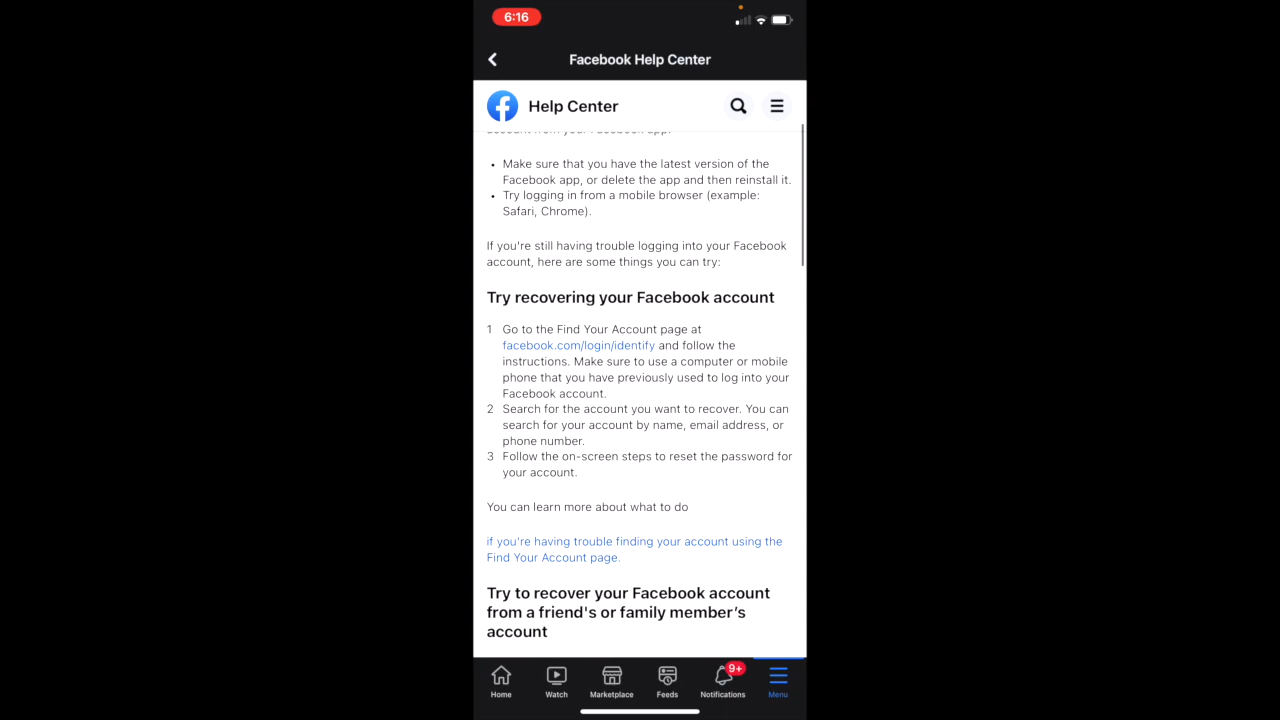 6:16
Facebook Help Center
Help Center
account from your Facebook app.
• Make sure that you have the latest version of the
Facebook app, or delete the app and then reinstall it.
• Try logging in from a mobile browser (example:
Safari, Chrome).
If you're still having trouble logging into your Facebook
account, here are some things you can try:
Try recovering your Facebook account
1 Go to the Find Your Account page at
facebook.com/login/identify and follow the
instructions. Make sure to use a computer or mobile
phone that you have previously used to log into your
Facebook account.
2 Search for the account you want to recover. You can
search for your account by name, email address, or
phone number.
3 Follow the on-screen steps to reset the password for
your account.
You can learn more about what to do
if you're having trouble finding your account using the
Find Your Account page.
Try to recover your Facebook account
from a friend's or family member’s
account
9+
Home Watch Marketplace Feeds Notifications Menu